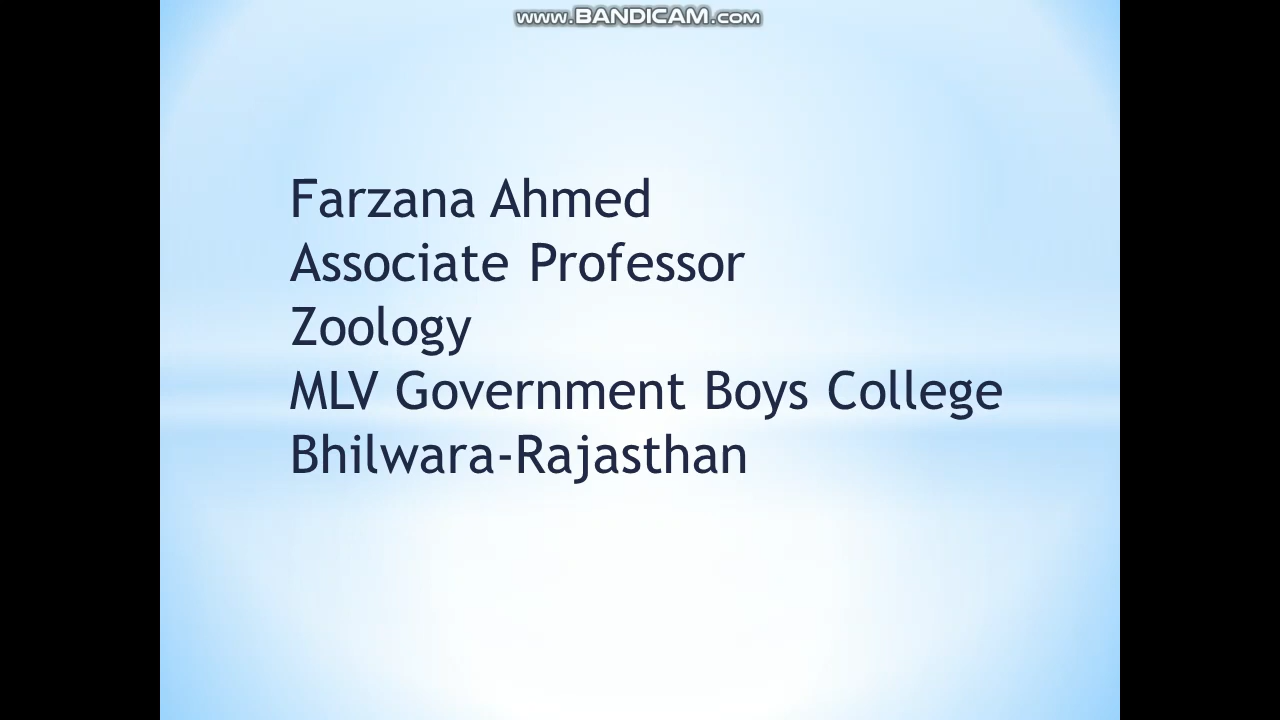 www.BANDICAM.com
Farzana Ahmed
Associate Professor
Zoology
MLV Government Boys College
Bhilwara-Rajasthan